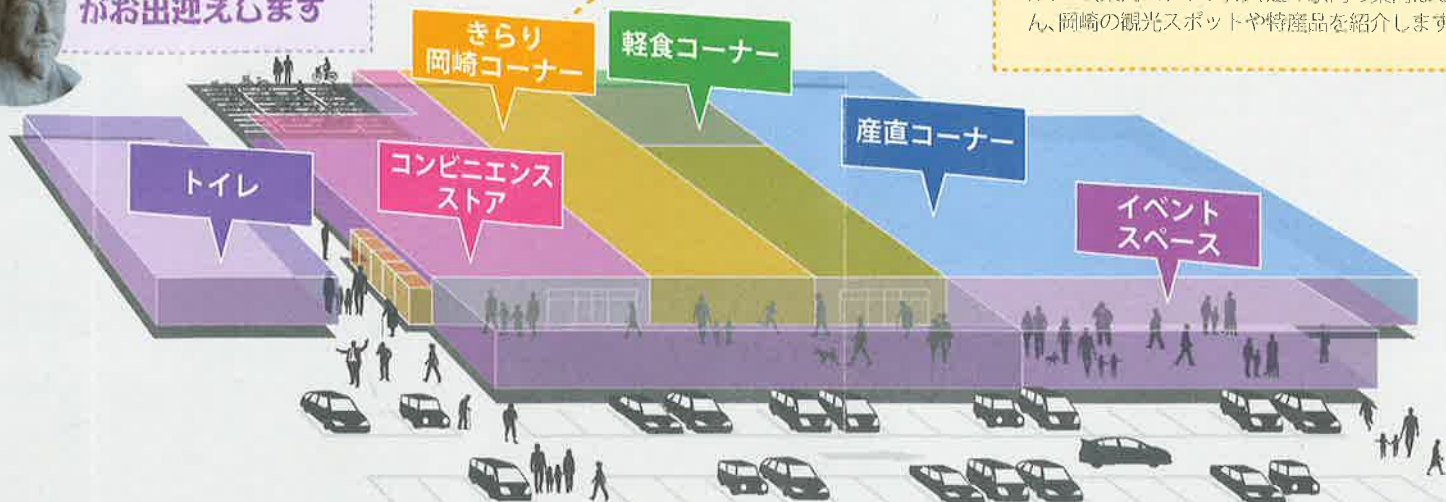 がお出迎えします
ん、岡崎の観光スポットや特産品を紹介します
きらり
岡崎コーナー
軽食コーナー
産直コーナー
トイレ
コンビニエンス
ストア
イベント
スペース